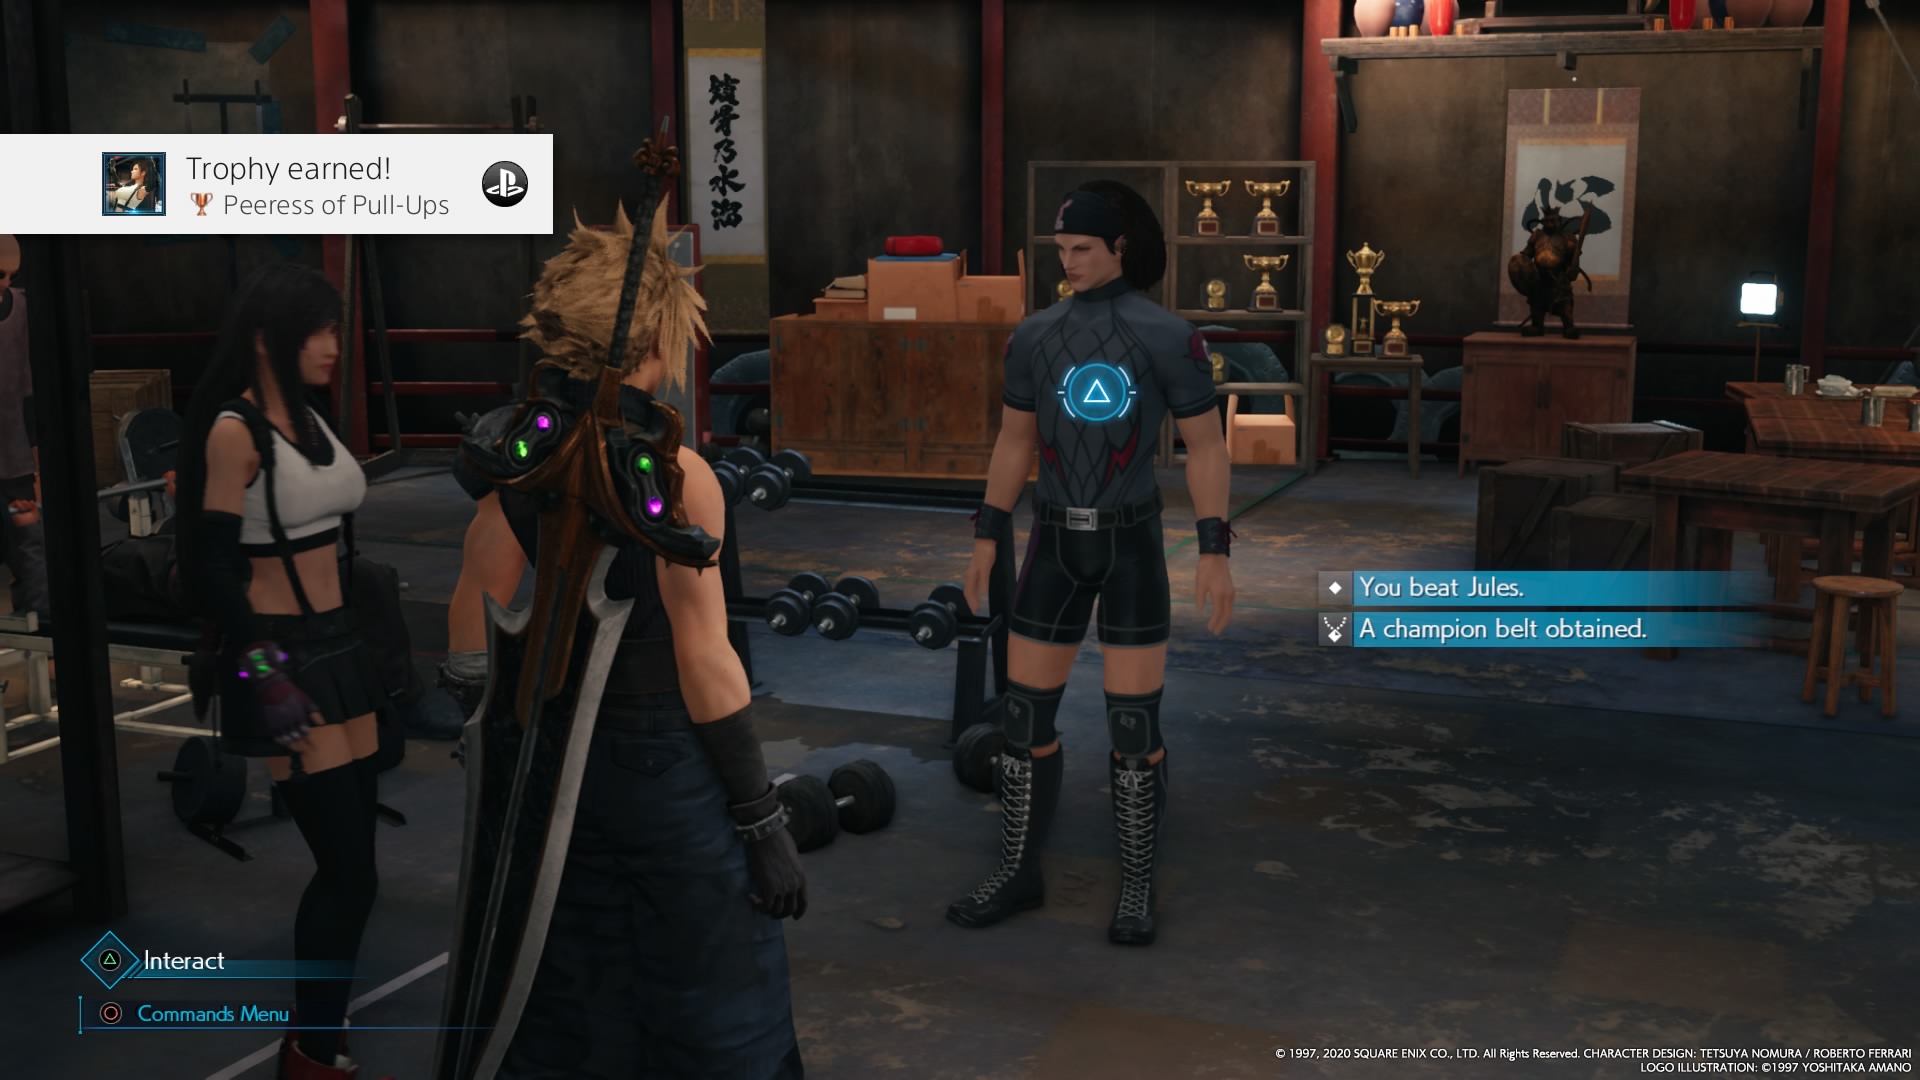 Trophy earned!
Peeress of Pull-Ups
You beat Jules.
A champion belt obtained.
Interact
Commands Menu
© 1997, 2020 SQUARE ENIX CO., LTD. All Rights Reserved. CHARACTER DESIGN: TETSUYA NOMURA / ROBERTO FERRARI
LOGO ILLUSTRATION: ©1997 YOSHITAKA AMANO